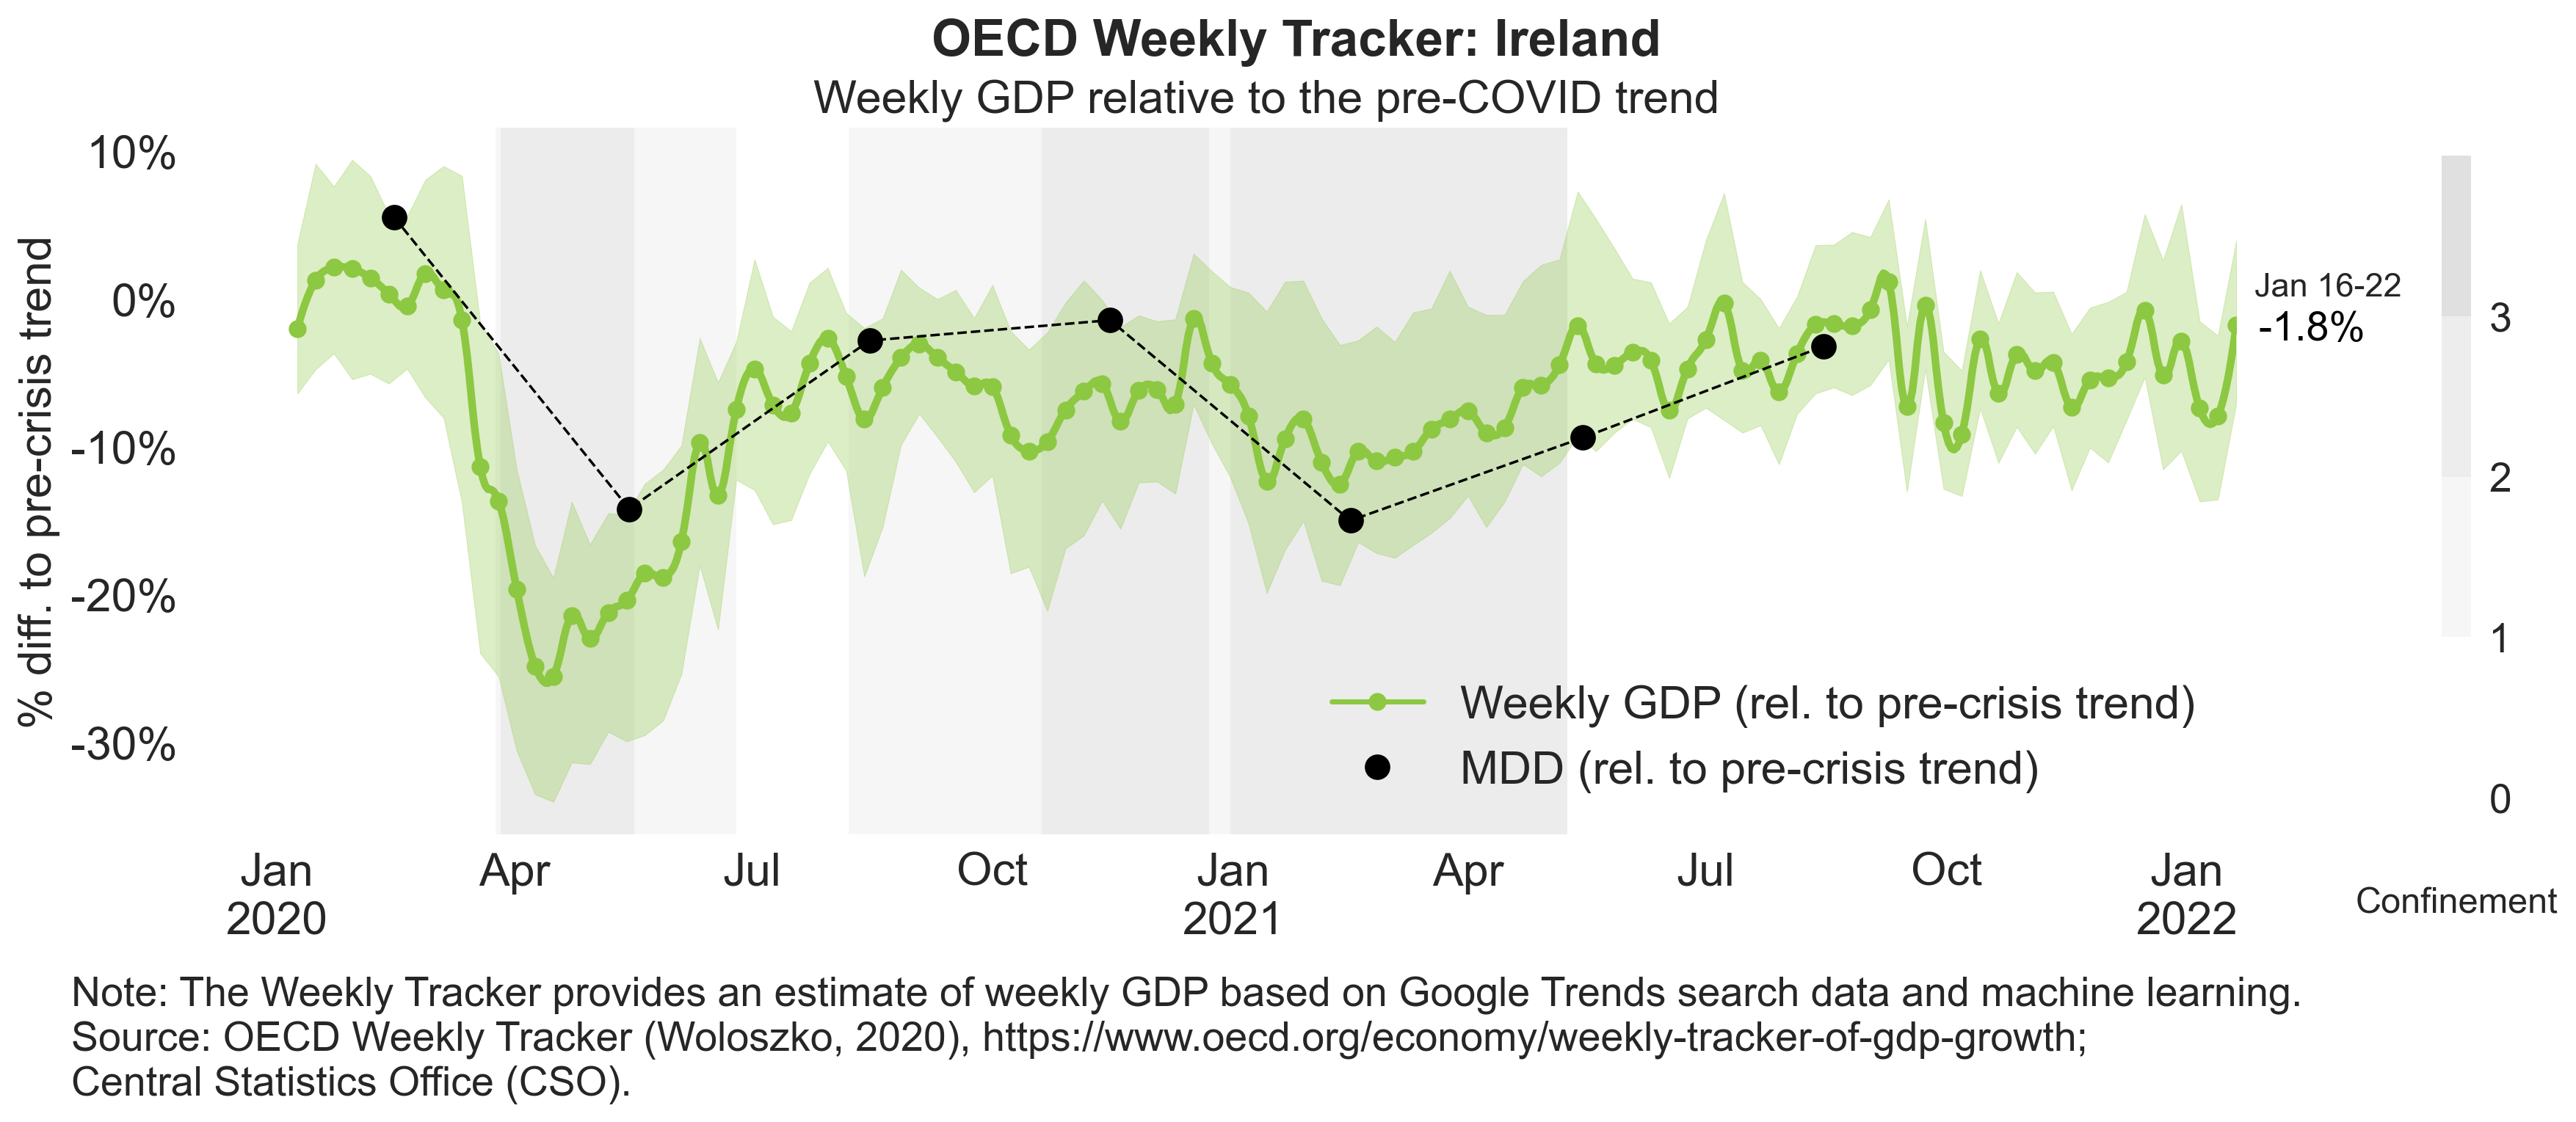 OECD Weekly Tracker: Ireland
Weekly GDP relative to the pre-COVID trend
% diff. to pre-crisis trend
10%
0%
-10%
-20%
-30%
Jan 16-22
-1.8%
3
2
1
0
Confinement
Weekly GDP (rel. to pre-crisis trend)
MDD (rel. to pre-crisis trend)
Jan Apr Jul Oct Jan Apr Jul Oct Jan
2020 2021 2022
Note: The Weekly Tracker provides an estimate of weekly GDP based on Google Trends search data and machine learning.
Source: OECD Weekly Tracker (Woloszko, 2020), https://www.oecd.org/economy/weekly-tracker-of-gdp-growth;
Central Statistics Office (CSO).